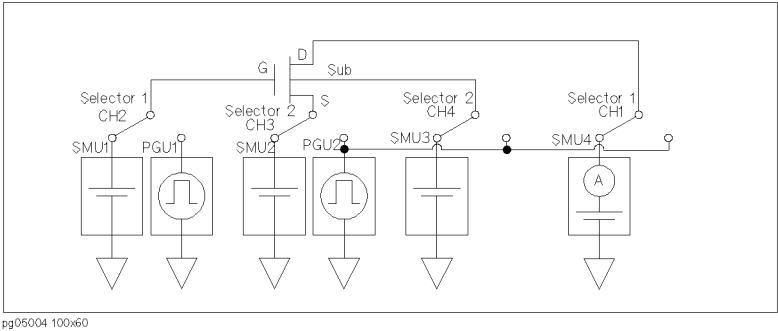 D
G
Sub
S
Selector 1
CH2
Selector 2
CH3
Selector 2
CH4
Selector 1
CH1
SMU1
PGU1
SMU2
PGU2
SMU3
SMU4
A
pg05004 100x60